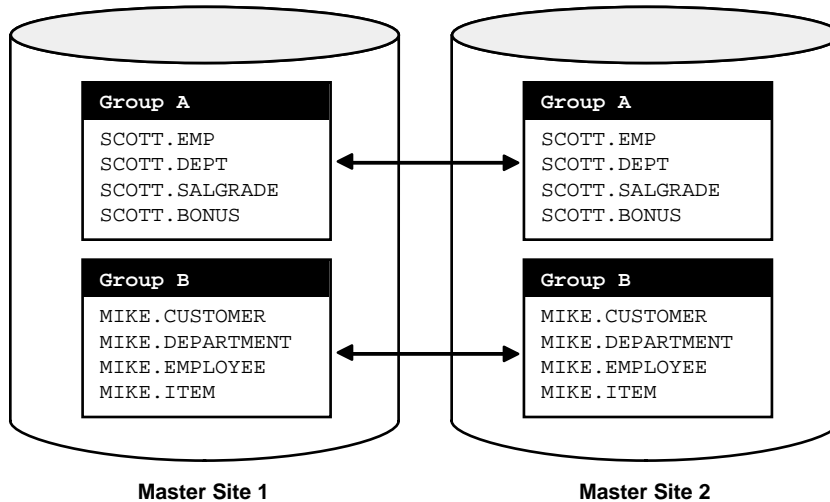 Group A
SCOTT.EMP
SCOTT.DEPT
SCOTT.SALGRADE
SCOTT.BONUS
Group B
MIKE.CUSTOMER
MIKE.DEPARTMENT
MIKE.EMPLOYEE
MIKE.ITEM
Master Site 1
Group A
SCOTT.EMP
SCOTT.DEPT
SCOTT.SALGRADE
SCOTT.BONUS
Group B
MIKE.CUSTOMER
MIKE.DEPARTMENT
MIKE.EMPLOYEE
MIKE.ITEM
Master Site 2